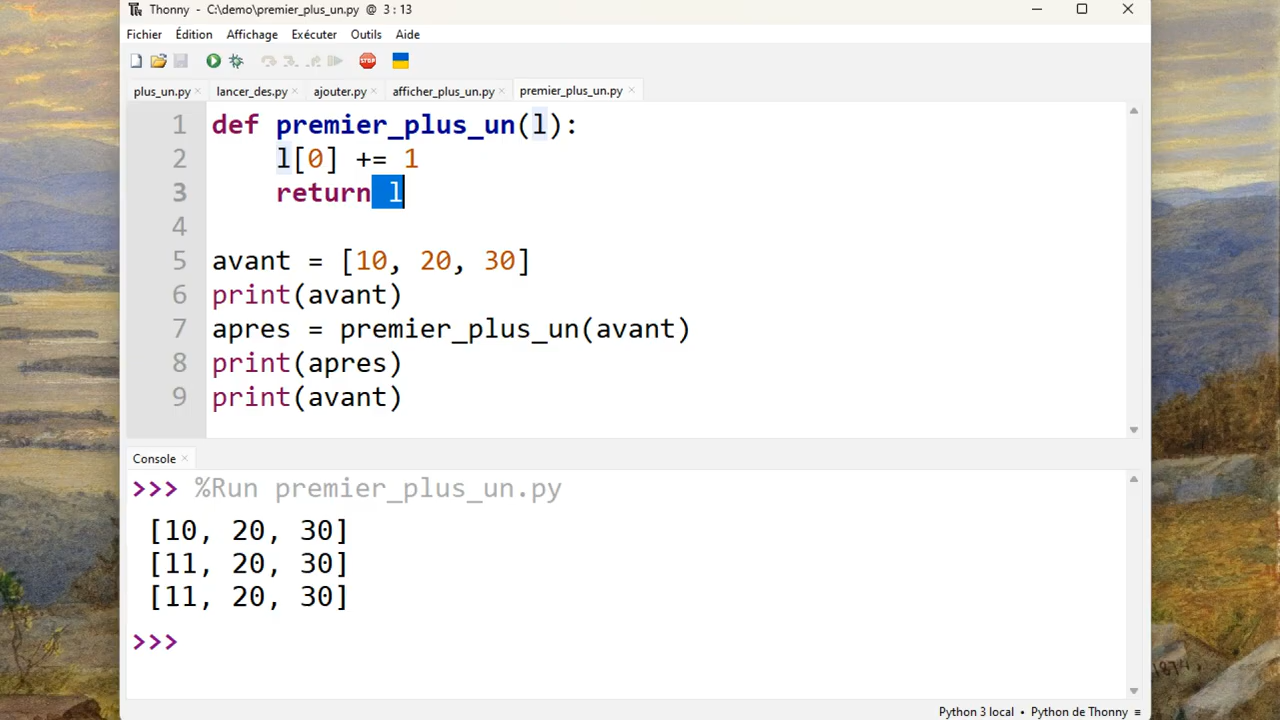 Thonny - C:\demo\premier_plus_un.py @ 3 : 13
Fichier Édition Affichage Exécuter Outils Aide
STOP
plus_un.py lancer_des.py ajouter.py afficher_plus_un.py premier_plus_un.py
1 def premier_plus_un(l):
2 l[0] += 1
3 return l
4
5 avant = [10, 20, 30]
6 print(avant)
7 apres = premier_plus_un(avant)
8 print(apres)
9 print(avant)
Console
>>> %Run premier_plus_un.py
[10, 20, 30]
[11, 20, 30]
[11, 20, 30]
>>>
1874
Python 3 local • Python de Thonny ≡